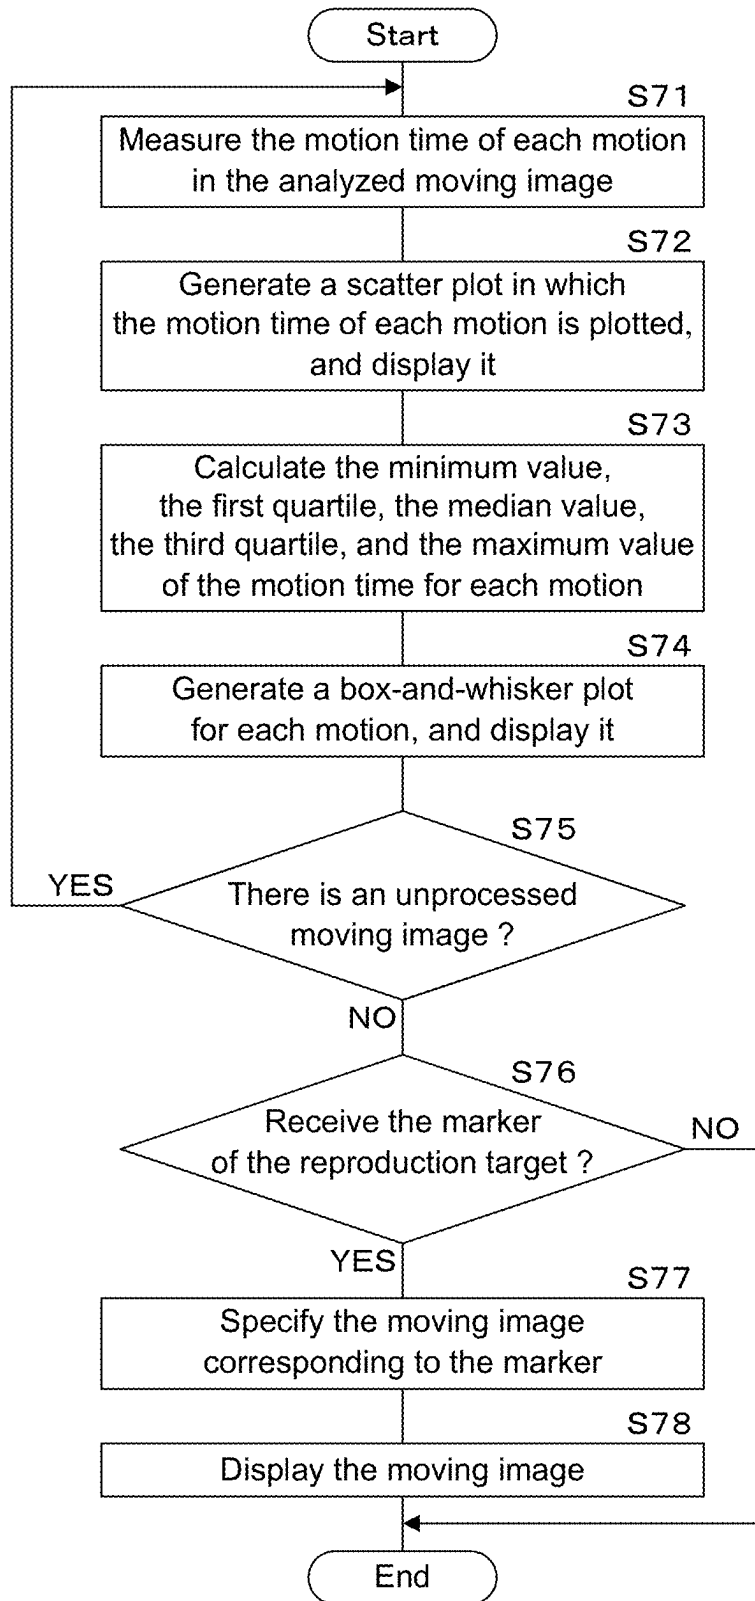 Start
S71
Measure the motion time of each motion
in the analyzed moving image
S72
Generate a scatter plot in which
the motion time of each motion is plotted,
and display it
S73
Calculate the minimum value,
the first quartile, the median value,
the third quartile, and the maximum value
of the motion time for each motion
S74
Generate a box-and-whisker plot
for each motion, and display it
S75
YES
There is an unprocessed
moving image ?
NO
S76
Receive the marker
of the reproduction target ?
NO
YES
S77
Specify the moving image
corresponding to the marker
S78
Display the moving image
End